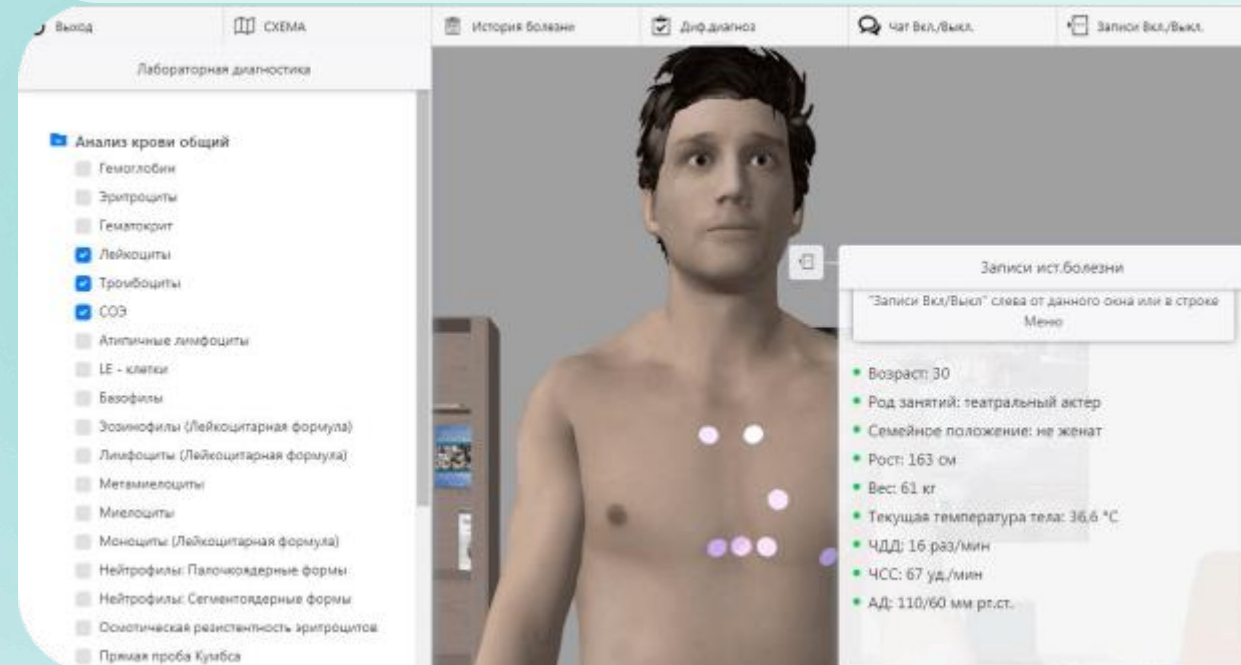 Выход
СХЕМА
История болезни
Диф.диагноз
Чат Вкл./Выкл.
Записи Вкл./Выкл.
Лабораторная диагностика
Анализ крови общий
Гемоглобин
Эритроциты
Гематокрит
Лейкоциты
Тромбоциты
СОЭ
Атипичные лимфоциты
LE - клетки
Базофилы
Эозинофилы (Лейкоцитарная формула)
Лимфоциты (Лейкоцитарная формула)
Метамиелоциты
Миелоциты
Моноциты (Лейкоцитарная формула)
Нейтрофилы: Палочкоядерные формы
Нейтрофилы: Сегментоядерные формы
Осмотическая резистентность эритроцитов
Прямая проба Кумбса
Записи ист.болезни
"Записи Вкл/Выкл" слева от данного окна или в строке
Меню
Возраст: 30
Род занятий: театральный актер
Семейное положение: не женат
Рост: 163 см
Вес: 61 кг
Текущая температура тела: 36,6 °C
ЧДД: 16 раз/мин
ЧСС: 67 уд./мин
АД: 110/60 мм рт.ст.